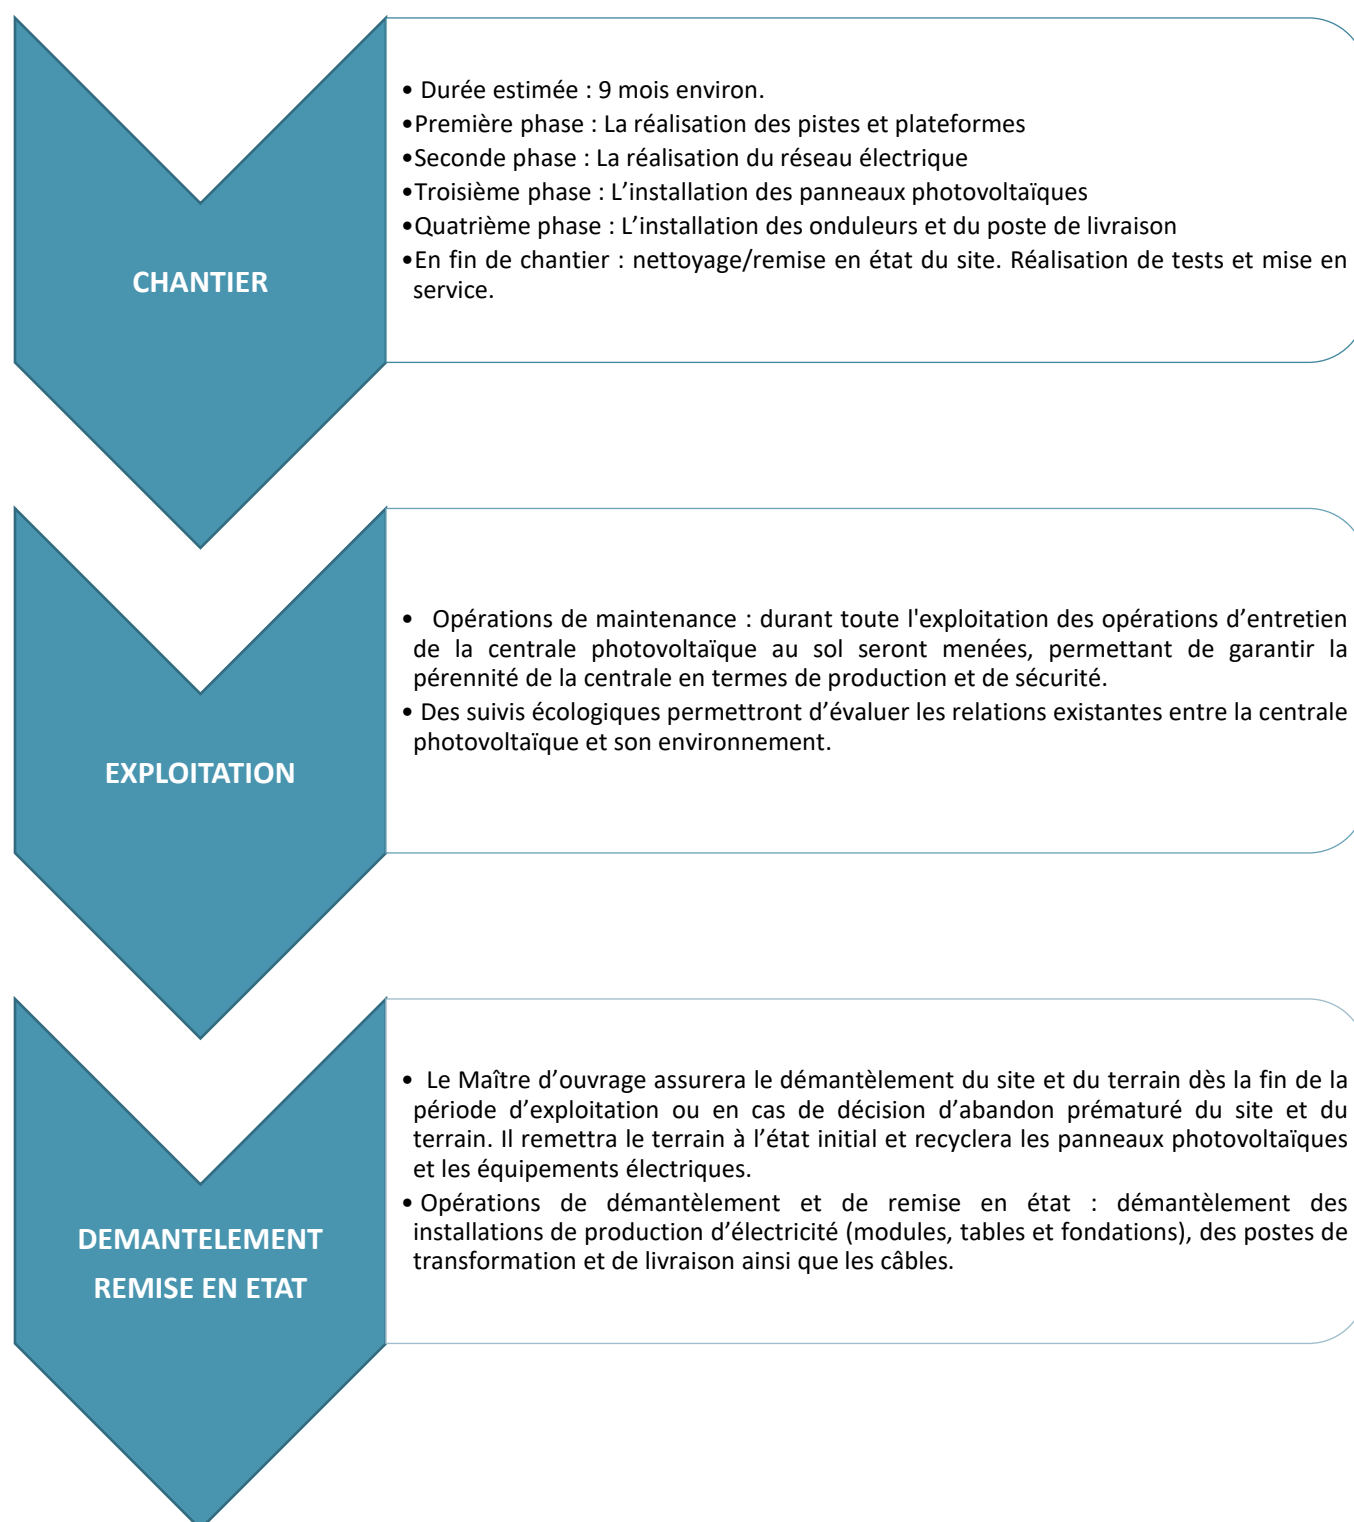 CHANTIER
• Durée estimée : 9 mois environ.
•Première phase : La réalisation des pistes et plateformes
•Seconde phase : La réalisation du réseau électrique
•Troisième phase : L’installation des panneaux photovoltaïques
•Quatrième phase : L’installation des onduleurs et du poste de livraison
•En fin de chantier : nettoyage/remise en état du site. Réalisation de tests et mise en
service.
EXPLOITATION
• Opérations de maintenance : durant toute l'exploitation des opérations d’entretien
de la centrale photovoltaïque au sol seront menées, permettant de garantir la
pérennité de la centrale en termes de production et de sécurité.
• Des suivis écologiques permettront d’évaluer les relations existantes entre la centrale
photovoltaïque et son environnement.
DEMANTELEMENT
REMISE EN ETAT
• Le Maître d’ouvrage assurera le démantèlement du site et du terrain dès la fin de la
période d’exploitation ou en cas de décision d’abandon prématuré du site et du
terrain. Il remettra le terrain à l’état initial et recyclera les panneaux photovoltaïques
et les équipements électriques.
• Opérations de démantèlement et de remise en état : démantèlement des
installations de production d’électricité (modules, tables et fondations), des postes de
transformation et de livraison ainsi que les câbles.